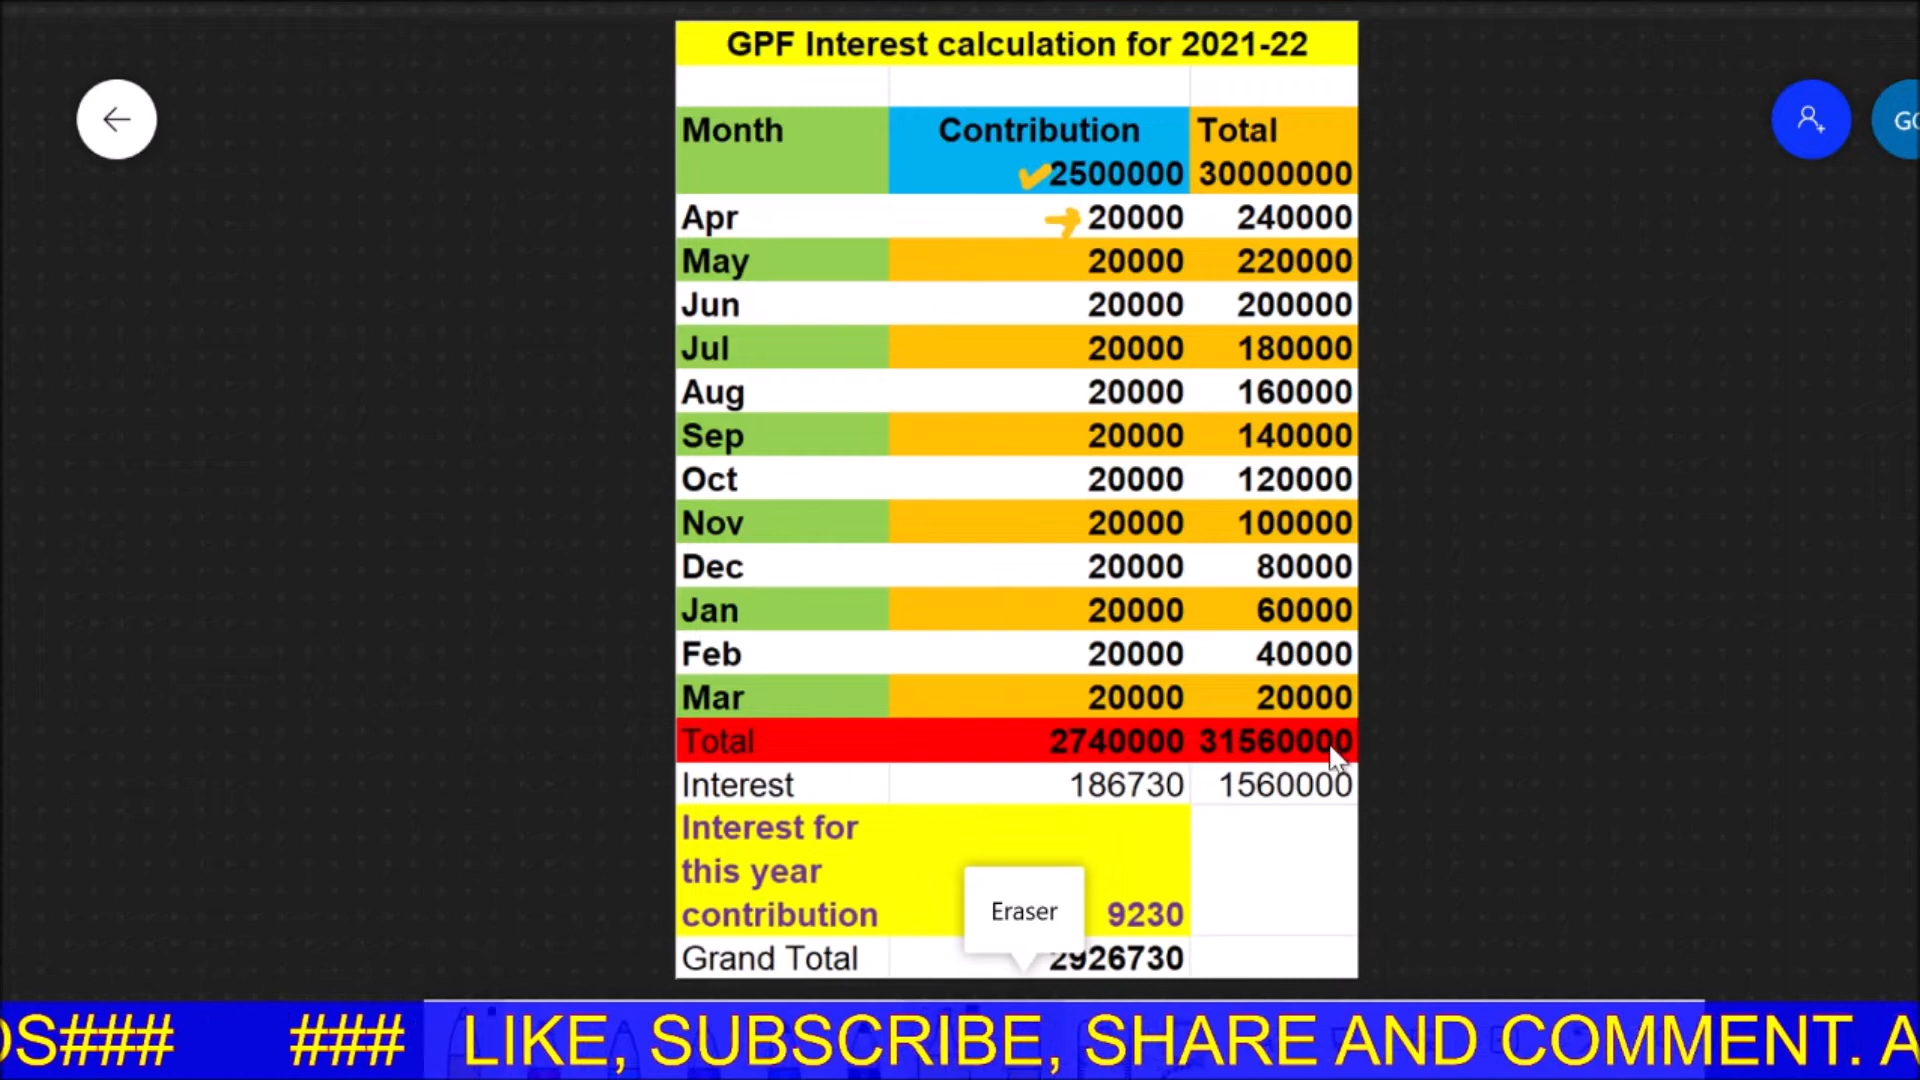 GPF Interest calculation for 2021-22
Month Contribution Total
2500000 30000000
Apr 20000 240000
May 20000 220000
Jun 20000 200000
Jul 20000 180000
Aug 20000 160000
Sep 20000 140000
Oct 20000 120000
Nov 20000 100000
Dec 20000 80000
Jan 20000 60000
Feb 20000 40000
Mar 20000 20000
Total 2740000 31560000
Interest 186730 1560000
Interest for
this year
contribution 9230
Eraser
Grand Total 2926730
GO
OS### ### LIKE, SUBSCRIBE, SHARE AND COMMENT. A